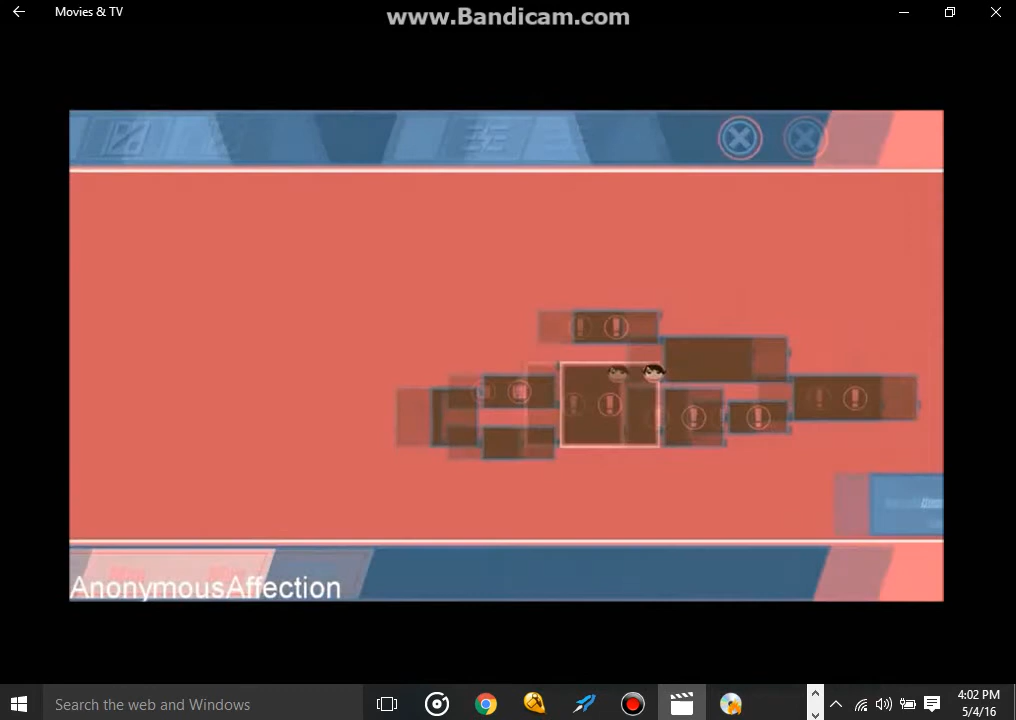 Movies & TV
www.Bandicam.com
AnonymousAffection
Search the web and Windows
4:02 PM
5/4/16